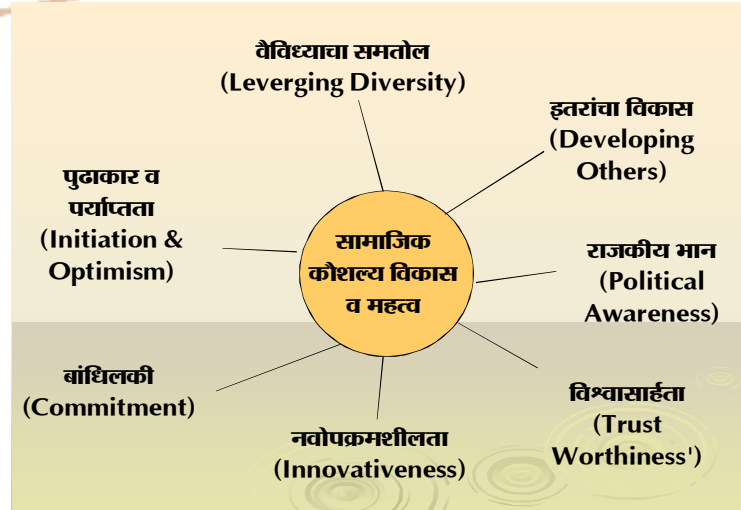 वैविध्याचा समतोल
(Leveraging Diversity)
इतरांचा विकास
(Developing
Others)
पुढाकार व
पर्याप्तता
(Initiation &
Optimism)
सामाजिक
कौशल्य विकास
व महत्व
राजकीय भान
(Political
Awareness)
बांधिलकी
(Commitment)
विश्वासार्हता
(Trust
Worthiness')
नवोपक्रमशीलता
(Innovativeness)